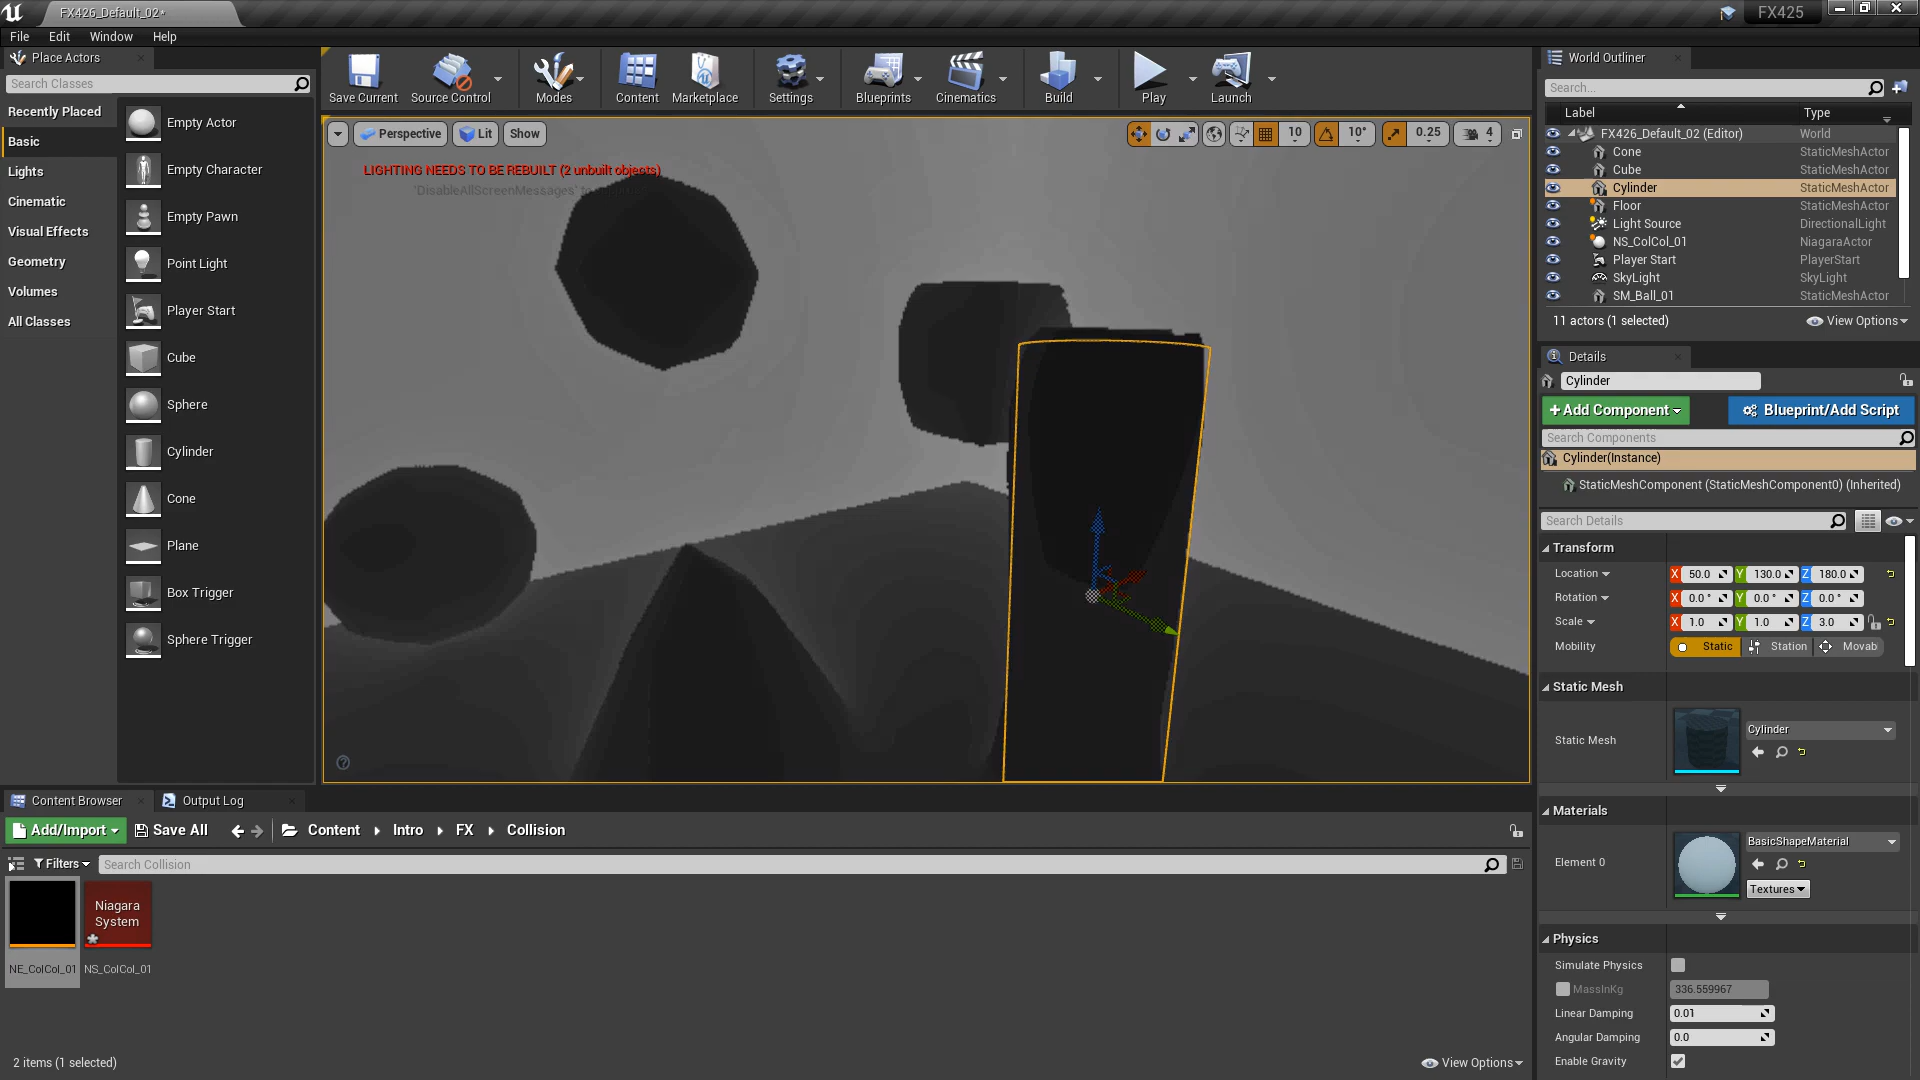 FX426_Default_02*
FX425
File Edit Window Help
Place Actors
Search Classes
Recently Placed
Basic
Lights
Cinematic
Visual Effects
Geometry
Volumes
All Classes
Empty Actor
Empty Character
Empty Pawn
Point Light
Player Start
Cube
Sphere
Cylinder
Cone
Plane
Box Trigger
Sphere Trigger
Save Current Source Control Modes Content Marketplace Settings Blueprints Cinematics Build Play Launch
Perspective Lit Show 10 10° 0.25 4
LIGHTING NEEDS TO BE REBUILT (2 unbuilt objects)
'DisableAllScreenMessages' to
World Outliner
Search...
Label Type
FX426_Default_02 (Editor) World
Cone StaticMeshActor
Cube StaticMeshActor
Cylinder StaticMeshActor
Floor StaticMeshActor
Light Source DirectionalLight
NS_ColCol_01 NiagaraActor
Player Start PlayerStart
SkyLight SkyLight
SM_Ball_01 StaticMeshActor
11 actors (1 selected) View Options
Details
Cylinder
+Add Component Blueprint/Add Script
Search Components
Cylinder(Instance)
StaticMeshComponent (StaticMeshComponent0) (Inherited)
Search Details
Transform
Location X 50.0 Y 130.0 Z 180.0
Rotation X 0.0 ° Y 0.0 ° Z 0.0 °
Scale X 1.0 Y 1.0 Z 3.0
Mobility Static Station Movab
Static Mesh
Static Mesh Cylinder
Materials
Element 0 BasicShapeMaterial
Textures
Physics
Simulate Physics
MassInKg 336.559967
Linear Damping 0.01
Angular Damping 0.0
Enable Gravity
Content Browser Output Log
Add/Import Save All Content Intro FX Collision
Filters Search Collision
Niagara
System
NE_ColCol_01 NS_ColCol_01
2 items (1 selected) View Options